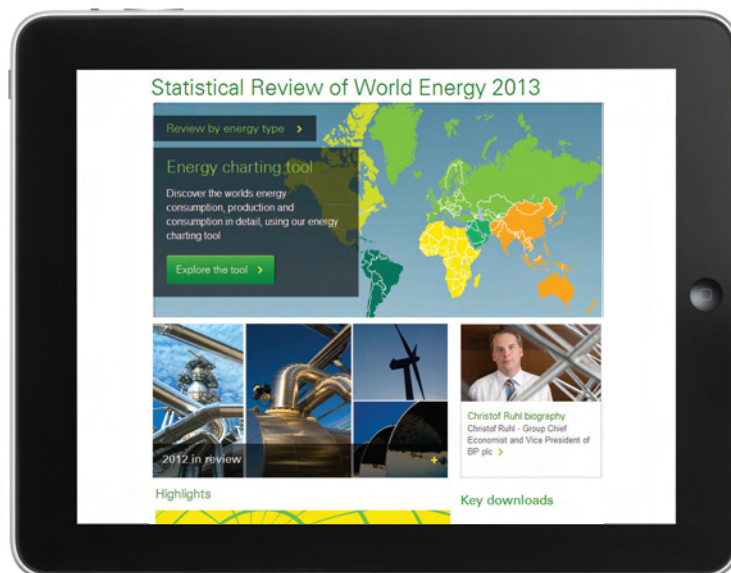 Statistical Review of World Energy 2013
Review by energy type >
Energy charting tool
Discover the worlds energy
consumption, production and
consumption in detail, using our energy
charting tool
Explore the tool >
2012 in review +
Christof Ruhl biography
Christof Ruhl - Group Chief
Economist and Vice President of
BP plc >
Highlights
Key downloads